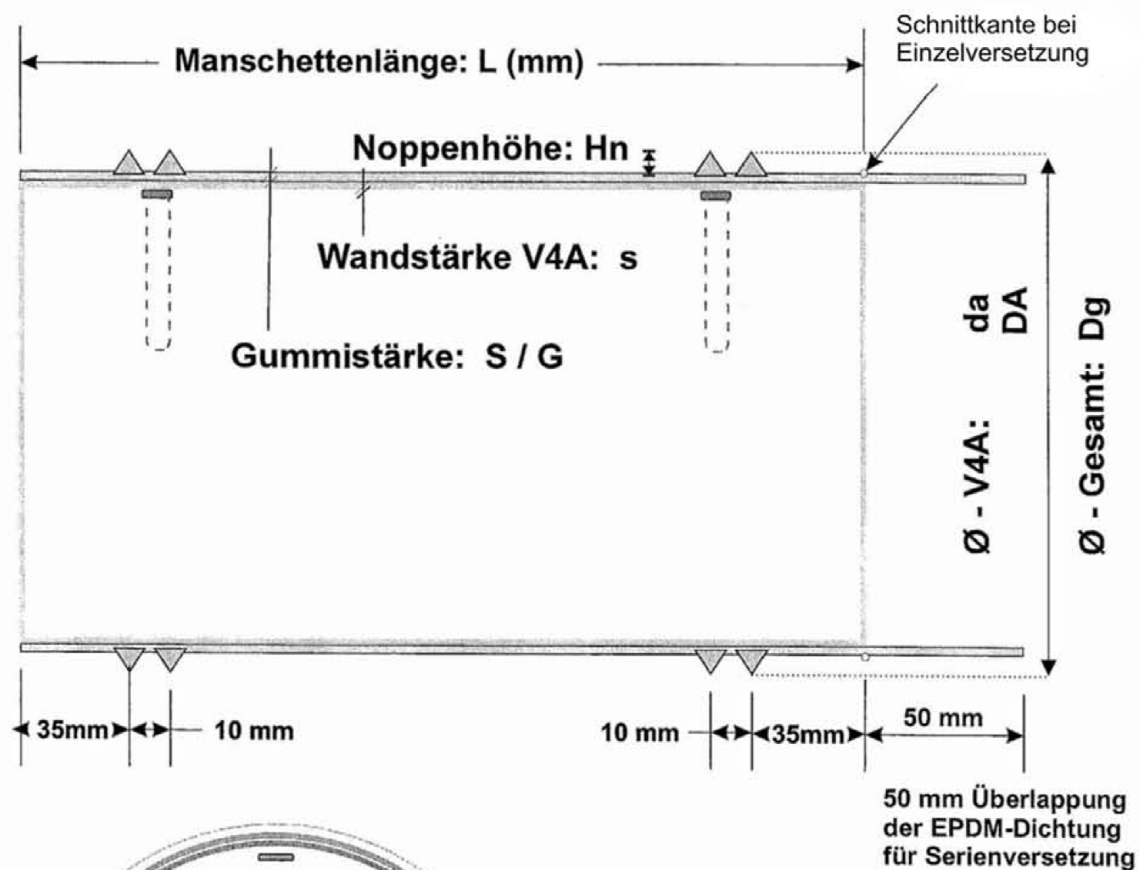 Schnittkante bei
Einzelversetzung
Manschettenlänge: L (mm)
Noppenhöhe: Hn
Wandstärke V4A: s
Gummistärke: S / G
Ø - V4A: da
DA
Ø - Gesamt: Dg
35mm
10 mm
10 mm
35mm
50 mm
50 mm Überlappung
der EPDM-Dichtung
für Serienversetzung